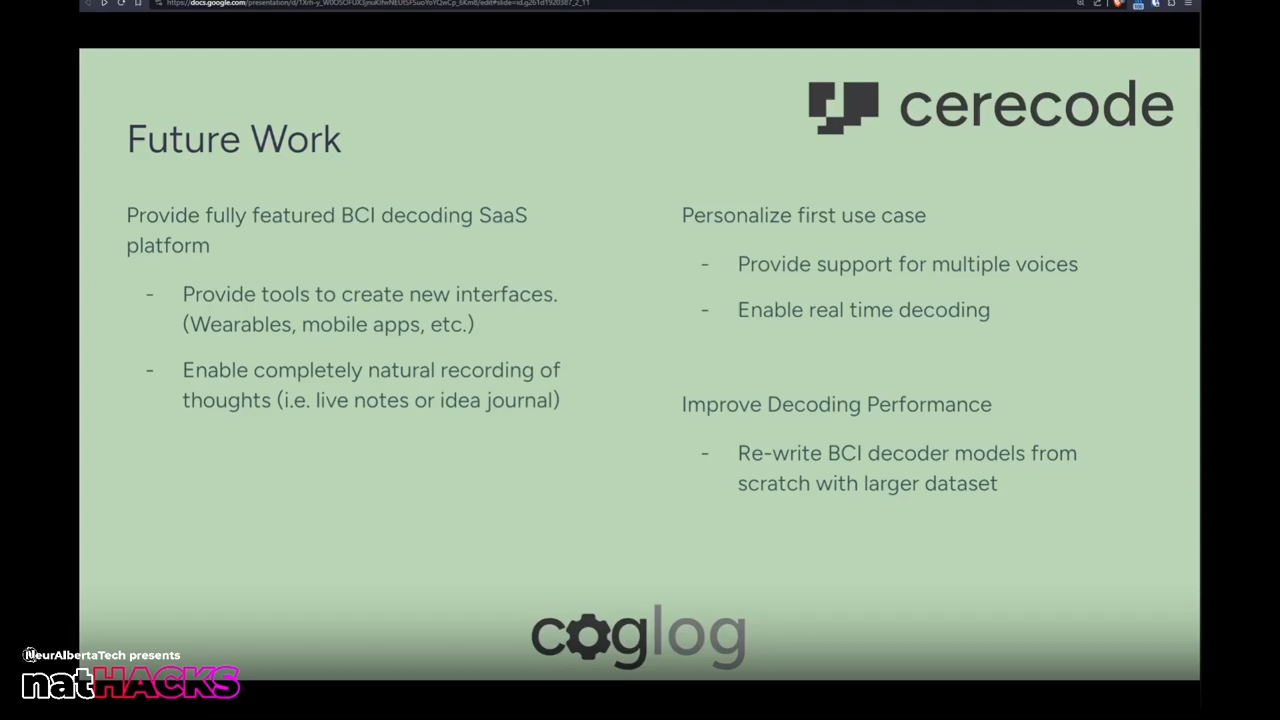 cerecode
Future Work
Provide fully featured BCI decoding SaaS
platform
- Provide tools to create new interfaces.
(Wearables, mobile apps, etc.)
- Enable completely natural recording of
thoughts (i.e. live notes or idea journal)
Personalize first use case
- Provide support for multiple voices
- Enable real time decoding
Improve Decoding Performance
- Re-write BCI decoder models from
scratch with larger dataset
coglog
NeurAlbertaTech presents
natHACKS